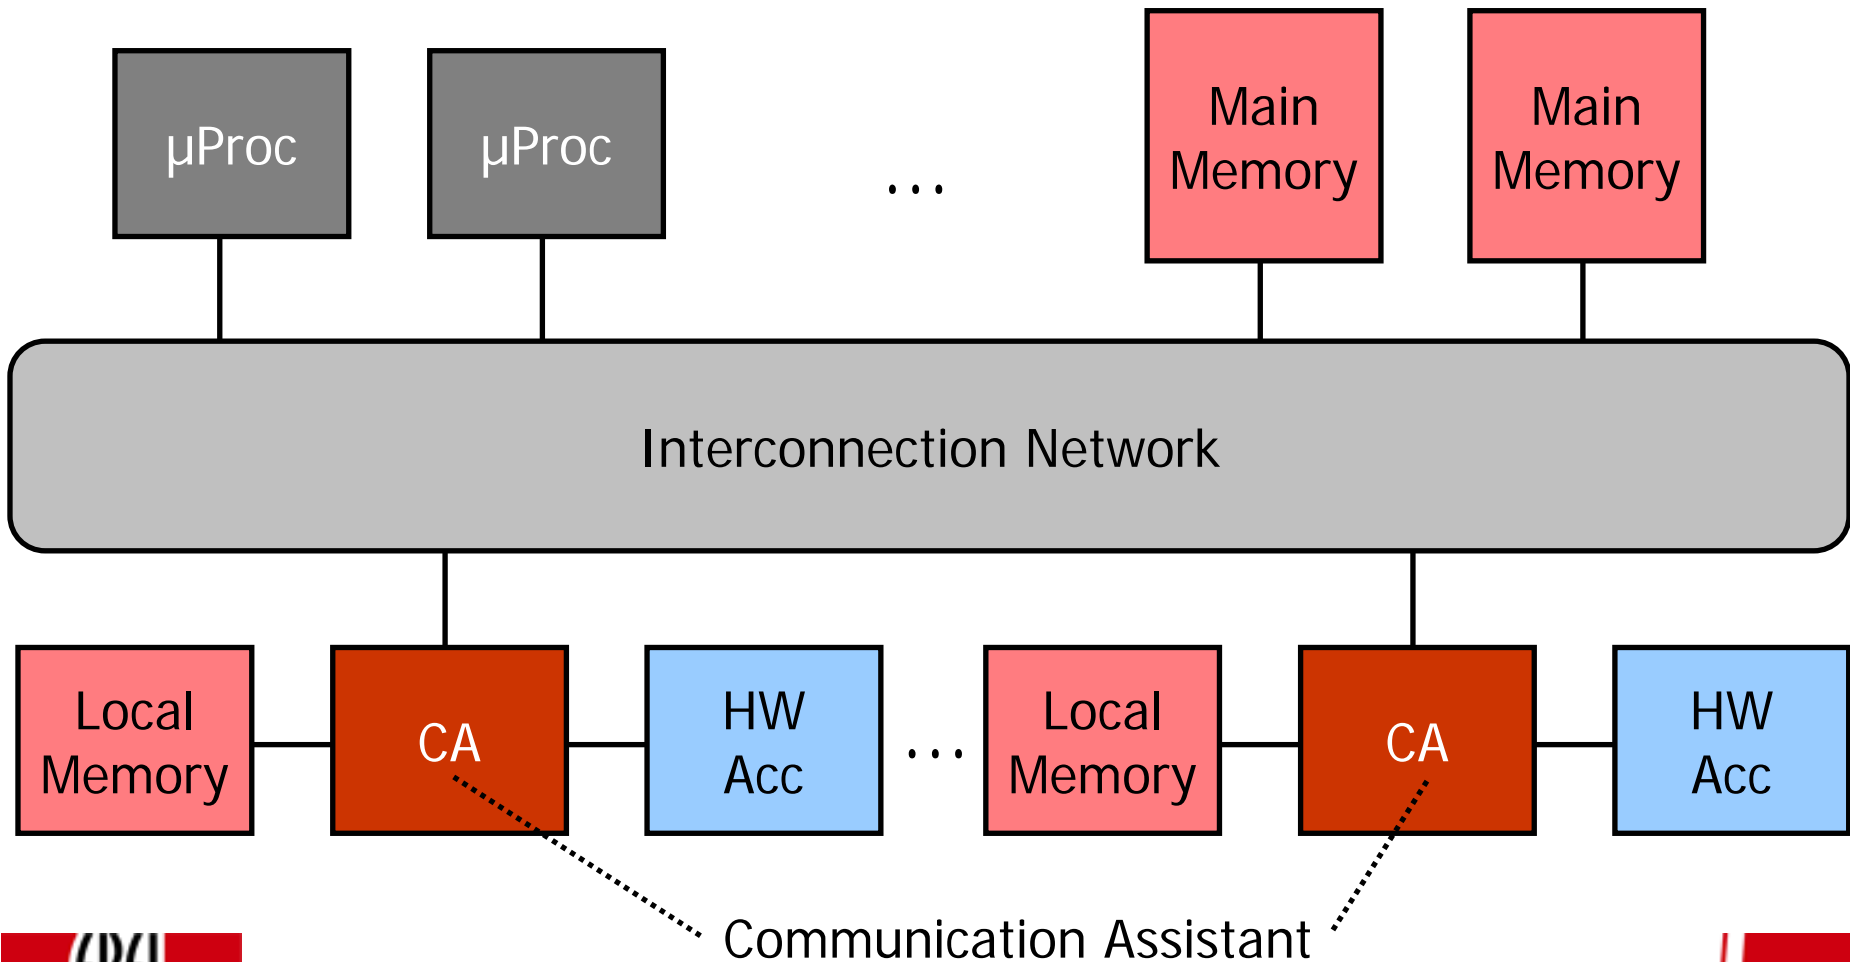 µProc
µProc
...
Main
Memory
Main
Memory
Interconnection Network
Local
Memory
CA
HW
Acc
...
Local
Memory
CA
HW
Acc
Communication Assistant